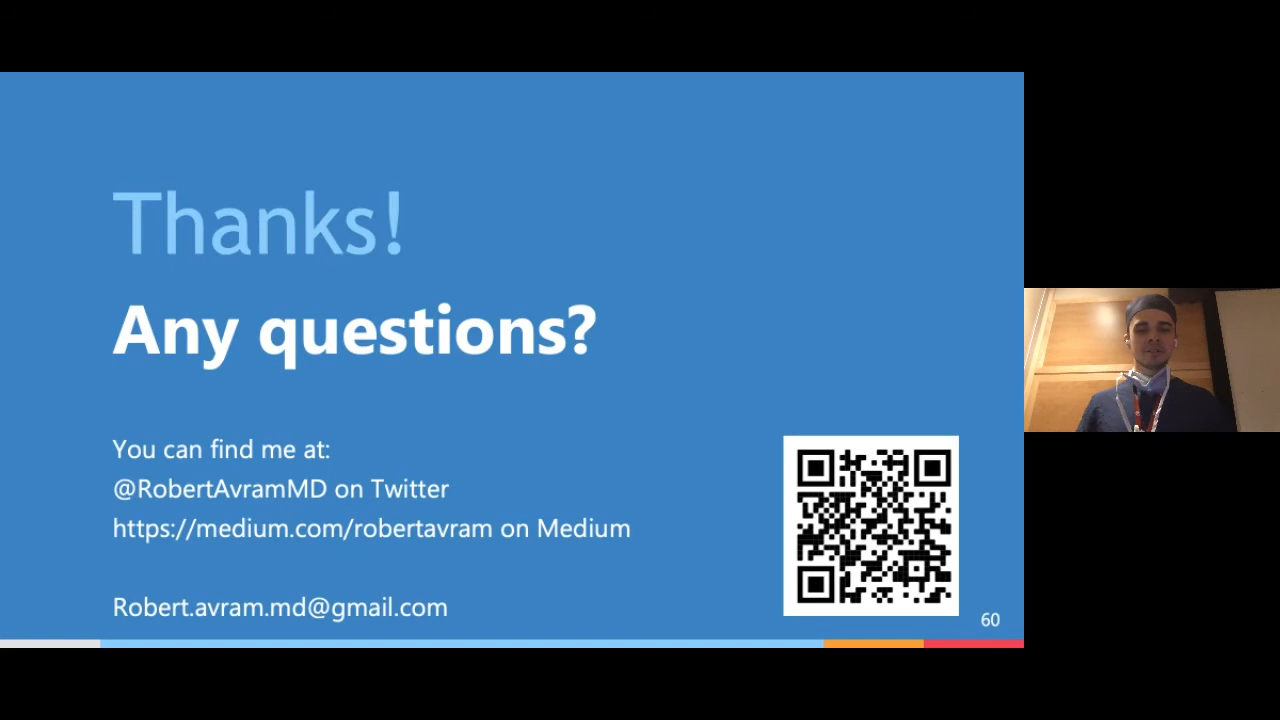 Thanks!
Any questions?
You can find me at:
@RobertAvramMD on Twitter
https://medium.com/robertavram on Medium
Robert.avram.md@gmail.com
60